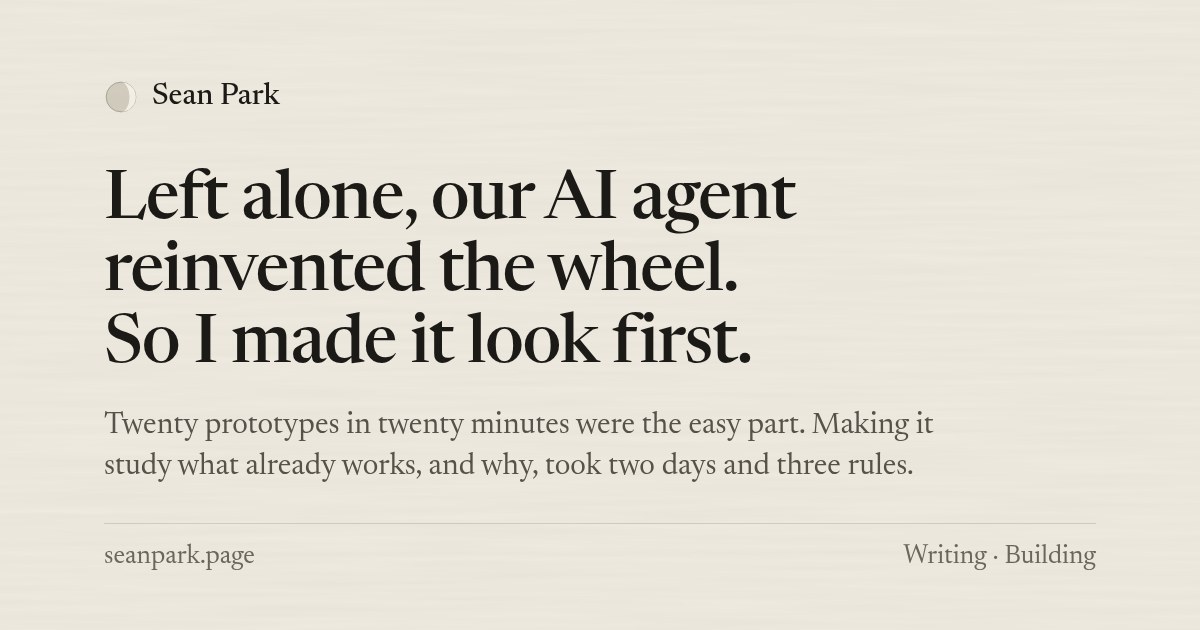 Sean Park
Left alone, our AI agent
reinvented the wheel.
So I made it look first.
Twenty prototypes in twenty minutes were the easy part. Making it
study what already works, and why, took two days and three rules.
seanpark.page
Writing · Building